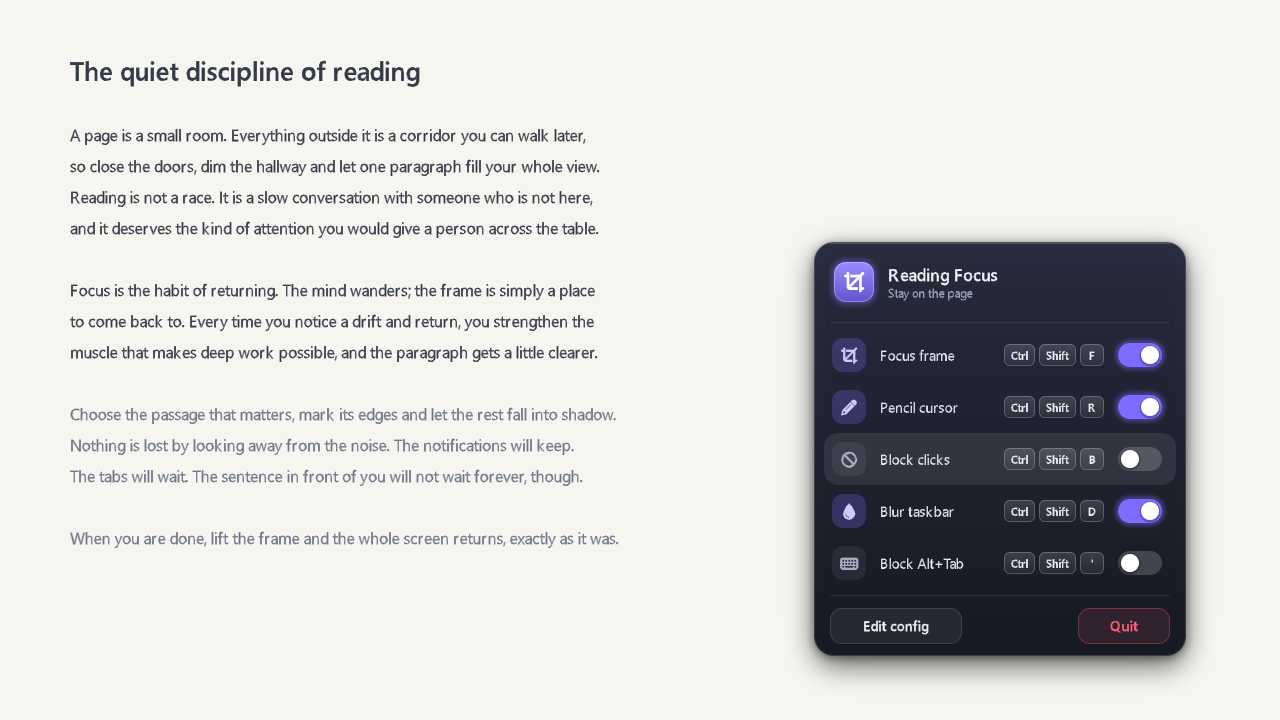 The quiet discipline of reading
A page is a small room. Everything outside it is a corridor you can walk later,
so close the doors, dim the hallway and let one paragraph fill your whole view.
Reading is not a race. It is a slow conversation with someone who is not here,
and it deserves the kind of attention you would give a person across the table.
Focus is the habit of returning. The mind wanders; the frame is simply a place
to come back to. Every time you notice a drift and return, you strengthen the
muscle that makes deep work possible, and the paragraph gets a little clearer.
Choose the passage that matters, mark its edges and let the rest fall into shadow.
Nothing is lost by looking away from the noise. The notifications will keep.
The tabs will wait. The sentence in front of you will not wait forever, though.
When you are done, lift the frame and the whole screen returns, exactly as it was.
Reading Focus
Stay on the page
Focus frame Ctrl Shift F
Pencil cursor Ctrl Shift R
Block clicks Ctrl Shift B
Blur taskbar Ctrl Shift D
Block Alt+Tab Ctrl Shift '
Edit config Quit